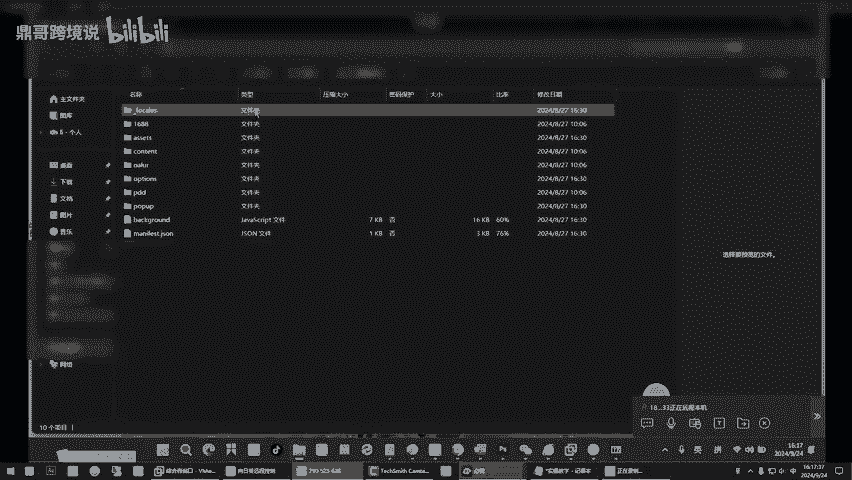 鼎哥跨境说 bilibili
名称 类型 压缩大小 密码保护 大小 比率 修改日期
主文件夹
图库
个人
桌面
下载
文档
图片
音乐
网络
_locales 文件夹 2024/8/27 16:30
1688 文件夹 2024/8/27 10:06
assets 文件夹 2024/8/27 16:30
content 文件夹 2024/8/27 10:06
文件夹 2024/8/27 10:06
options 文件夹 2024/8/27 16:30
pdd 文件夹 2024/8/27 10:06
popup 文件夹 2024/8/27 16:30
background JavaScript 文件 7 KB 否 16 KB 60% 2024/8/27 16:30
manifest.json JSON 文件 1 KB 否 3 KB 76% 2024/8/27 16:30
选择要预览的文件。
10 个项目
正在远程本机
英 拼 16:17
2024/9/24
TechSmith Camta...
中 16:17:37
2024/9/24